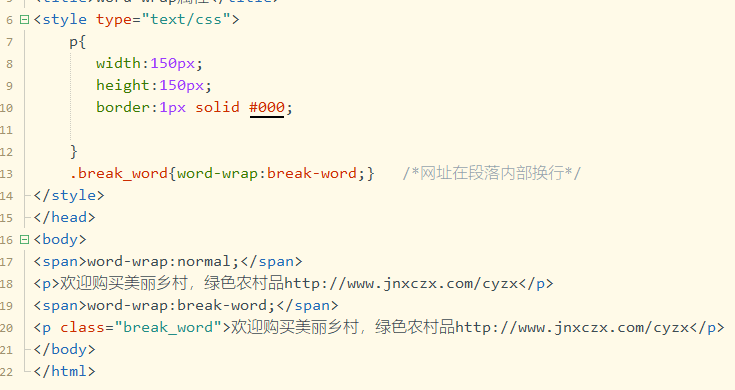 5 <title>word-wrap属性</title>
6 <style type="text/css">
7 p{
8 width:150px;
9 height:150px;
10 border:1px solid #000;
11
12 }
13 .break_word{word-wrap:break-word;} /*网址在段落内部换行*/
14 </style>
15 </head>
16 <body>
17 <span>word-wrap:normal;</span>
18 <p>欢迎购买美丽乡村，绿色农村品http://www.jnxczx.com/cyzx</p>
19 <span>word-wrap:break-word;</span>
20 <p class="break_word">欢迎购买美丽乡村，绿色农村品http://www.jnxczx.com/cyzx</p>
21 </body>
22 </html>